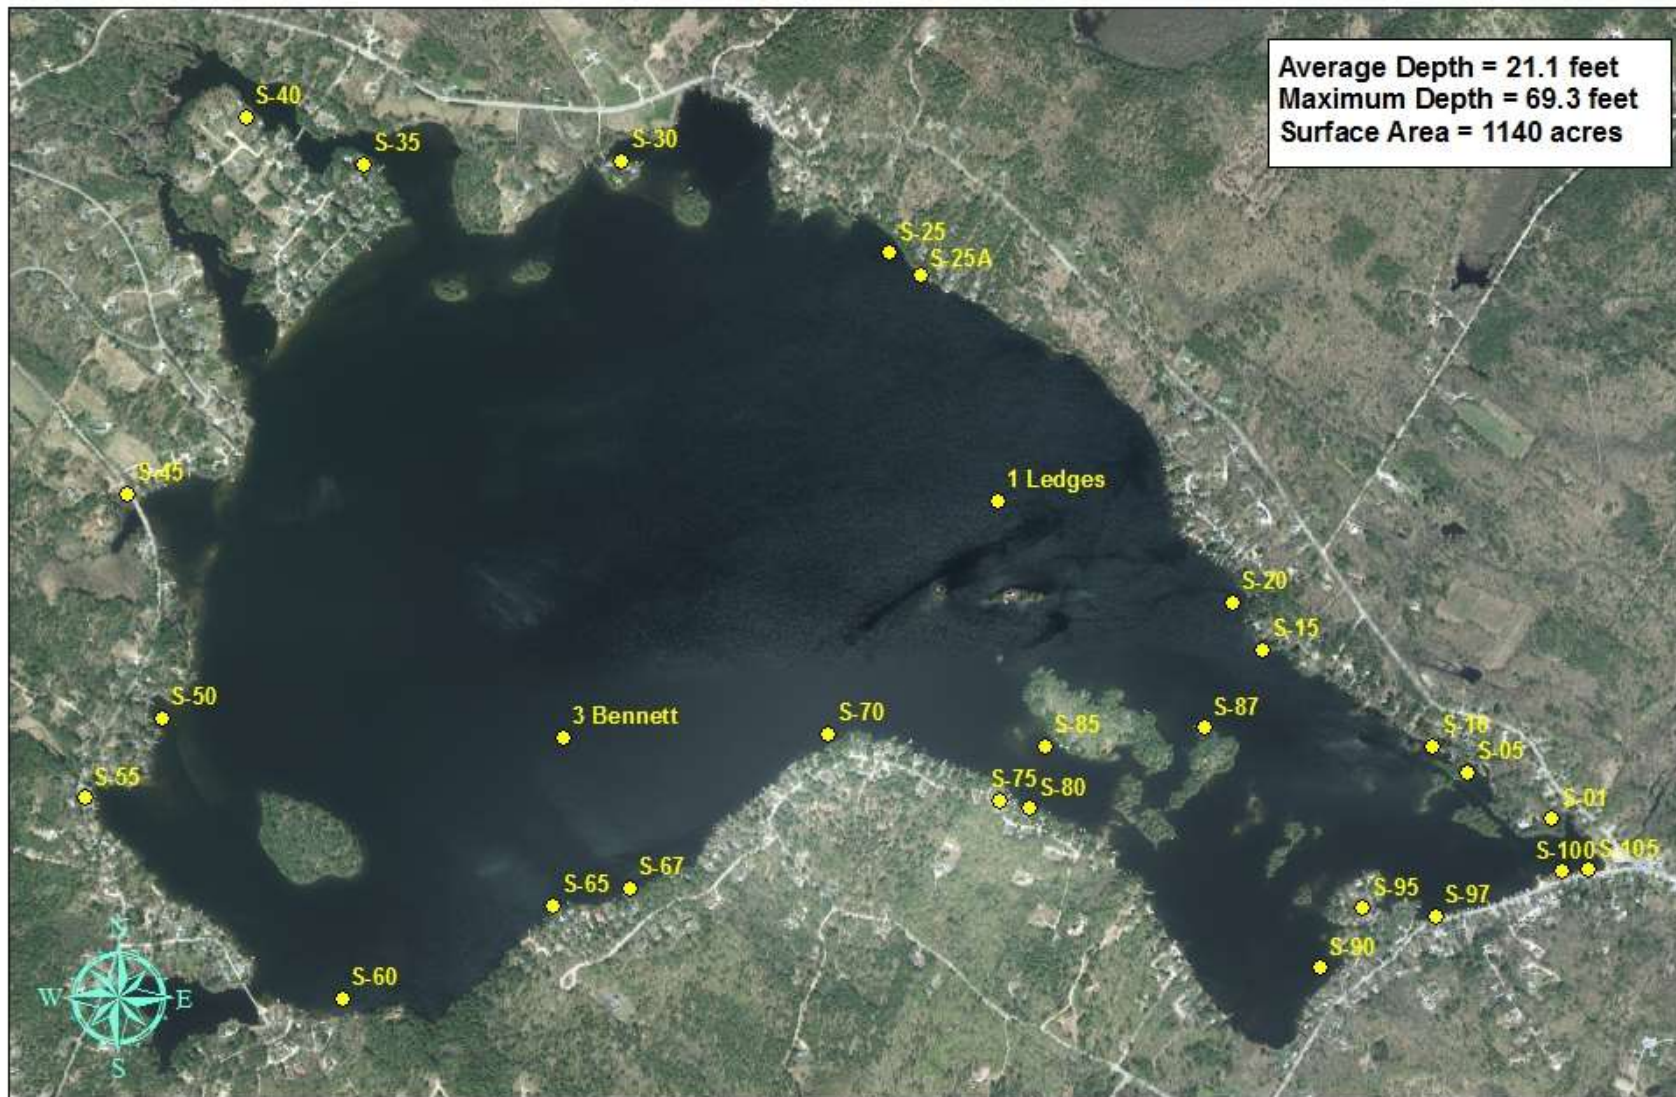 Average Depth = 21.1 feet
Maximum Depth = 69.3 feet
Surface Area = 1140 acres
S-40
S-35
S-30
S-25
S-25A
S-45
1 Ledges
S-20
S-15
S-50
3 Bennett
S-70
S-85
S-87
S-10
S-05
S-55
S-75
S-80
S-01
S-65
S-67
S-100
S-105
S-95
S-97
S-90
S-60
N
W
E
S